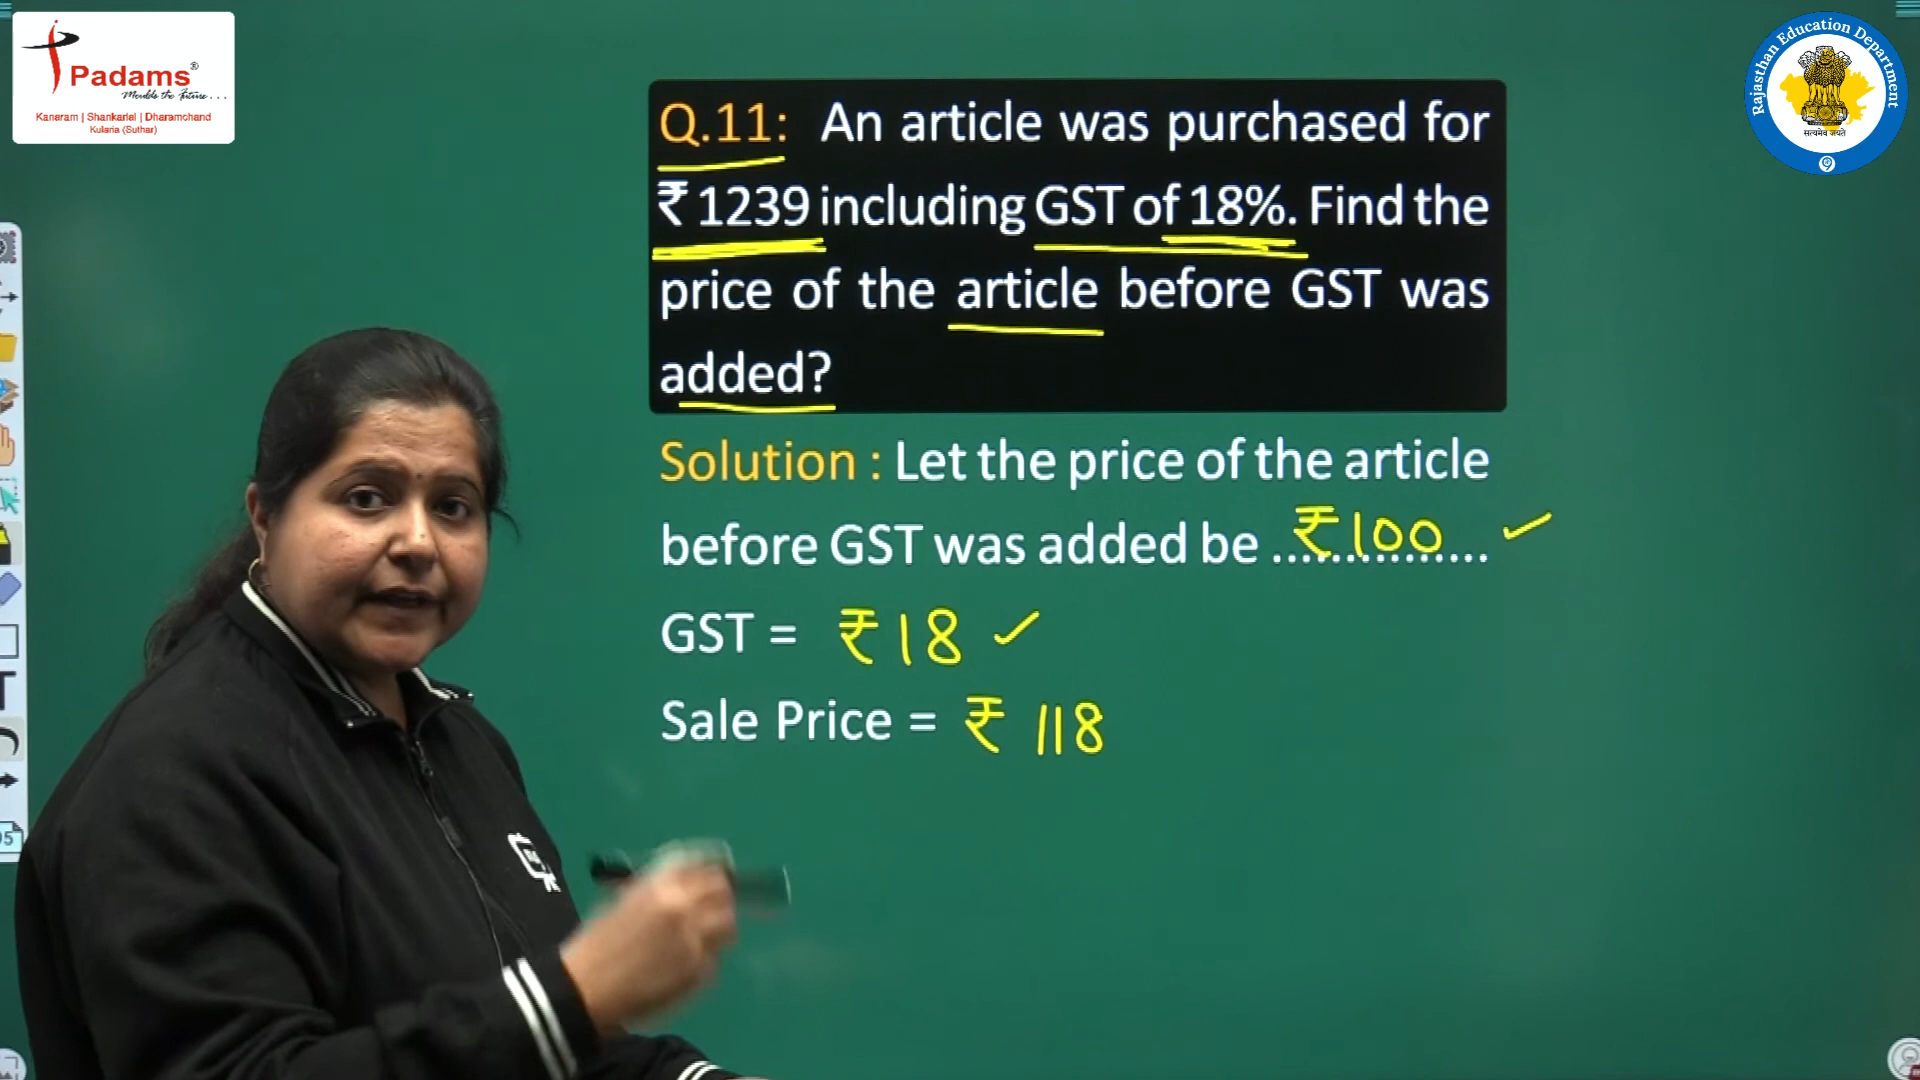 Padams®
Moulds the Future...
Kanaram | Shankarlal | Dharamchand
Kularia (Suthar)
Rajasthan Education Department
सत्यमेव जयते
Q.11: An article was purchased for
₹ 1239 including GST of 18%. Find the
price of the article before GST was
added?
Solution : Let the price of the article
before GST was added be ...₹100...
GST = ₹18
Sale Price = ₹ 118